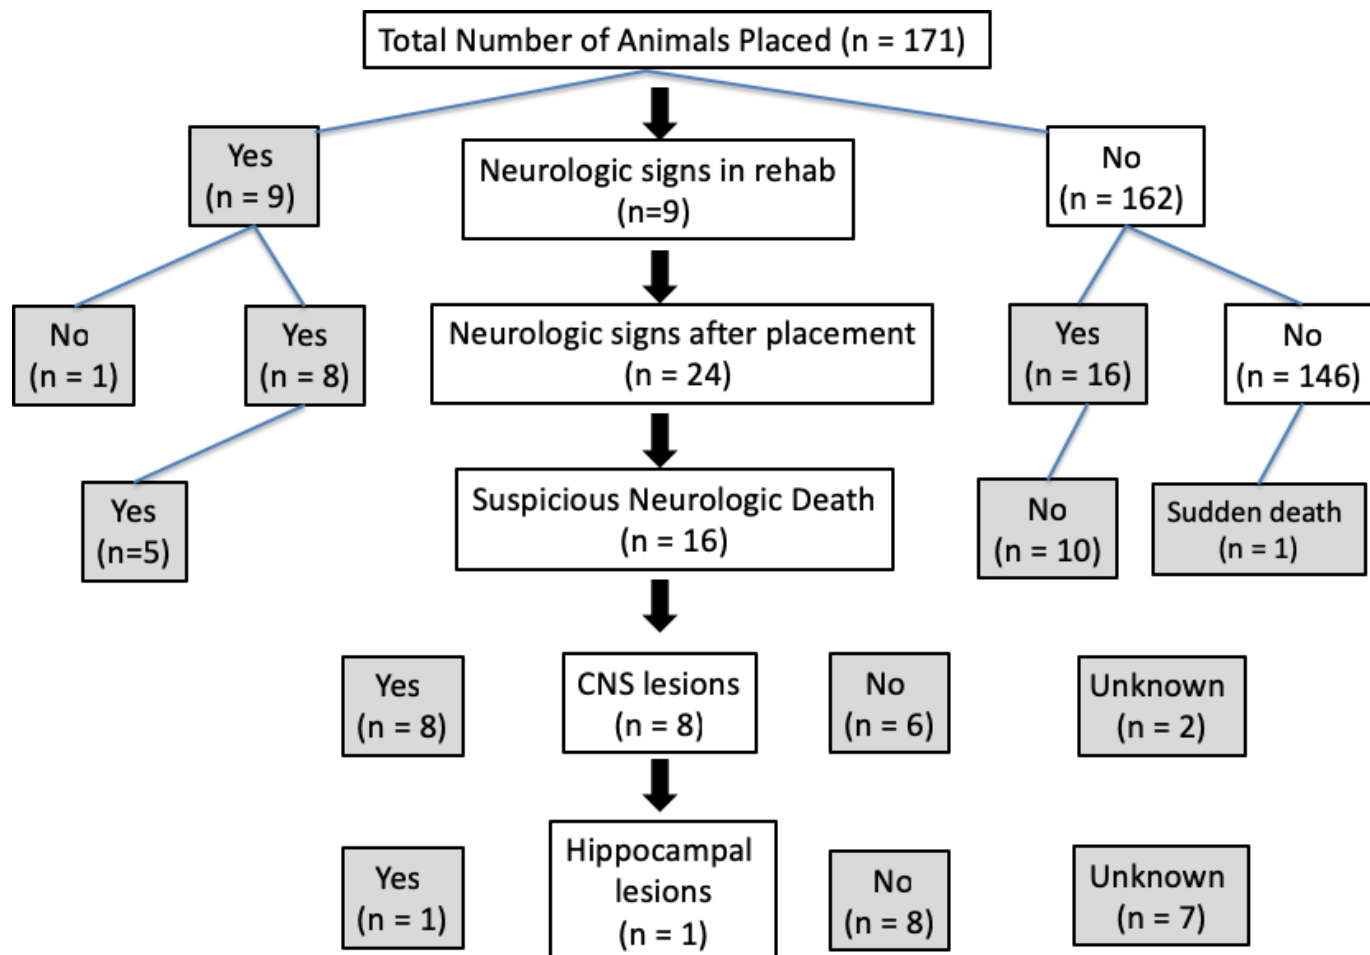 Total Number of Animals Placed (n = 171)
Yes
(n = 9)
Neurologic signs in rehab
(n=9)
No
(n = 162)
No
(n = 1)
Yes
(n = 8)
Neurologic signs after placement
(n = 24)
Yes
(n = 16)
No
(n = 146)
Yes
(n=5)
Suspicious Neurologic Death
(n = 16)
No
(n = 10)
Sudden death
(n = 1)
Yes
(n = 8)
CNS lesions
(n = 8)
No
(n = 6)
Unknown
(n = 2)
Yes
(n = 1)
Hippocampal
lesions
(n = 1)
No
(n = 8)
Unknown
(n = 7)